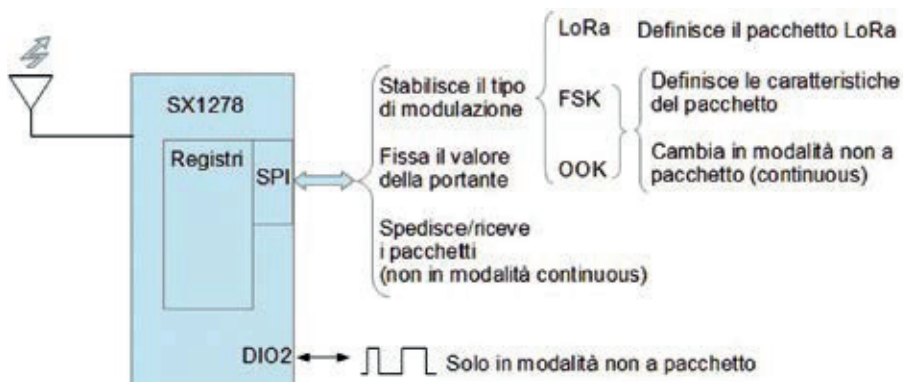 SX1278
Registri
SPI
DIO2
Stabilisce il tipo
di modulazione
Fissa il valore
della portante
Spedisce/riceve
i pacchetti
(non in modalità continuous)
LoRa
FSK
OOK
Definisce il pacchetto LoRa
Definisce le caratteristiche
del pacchetto
Cambia in modalità non a
pacchetto (continuous)
Solo in modalità non a pacchetto